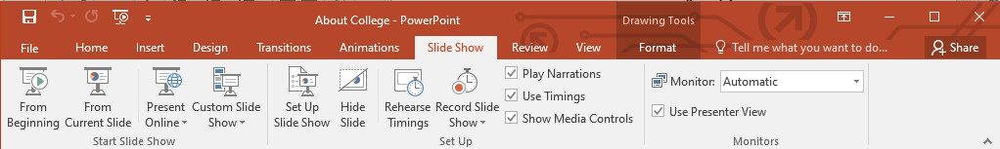 About College - PowerPoint
Drawing Tools
File Home Insert Design Transitions Animations Slide Show Review View Format Tell me what you want to do... Share
From Beginning
From Current Slide
Present Online
Custom Slide Show
Set Up Slide Show
Hide Slide
Rehearse Timings
Record Slide Show
Play Narrations
Use Timings
Show Media Controls
Monitor: Automatic
Use Presenter View
Start Slide Show
Set Up
Monitors